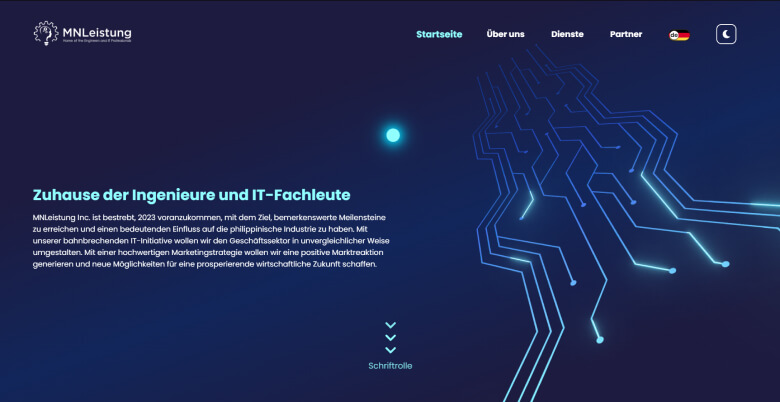 MNLeistung
Home of the Engineers and IT Professionals
Startseite
Über uns
Dienste
Partner
de
Zuhause der Ingenieure und IT-Fachleute
MNLeistung Inc. ist bestrebt, 2023 voranzukommen, mit dem Ziel, bemerkenswerte Meilensteine
zu erreichen und einen bedeutenden Einfluss auf die philippinische Industrie zu haben. Mit
unserer bahnbrechenden IT-Initiative wollen wir den Geschäftssektor in unvergleichlicher Weise
umgestalten. Mit einer hochwertigen Marketingstrategie wollen wir eine positive Marktreaktion
generieren und neue Möglichkeiten für eine prosperierende wirtschaftliche Zukunft schaffen.
Schriftrolle